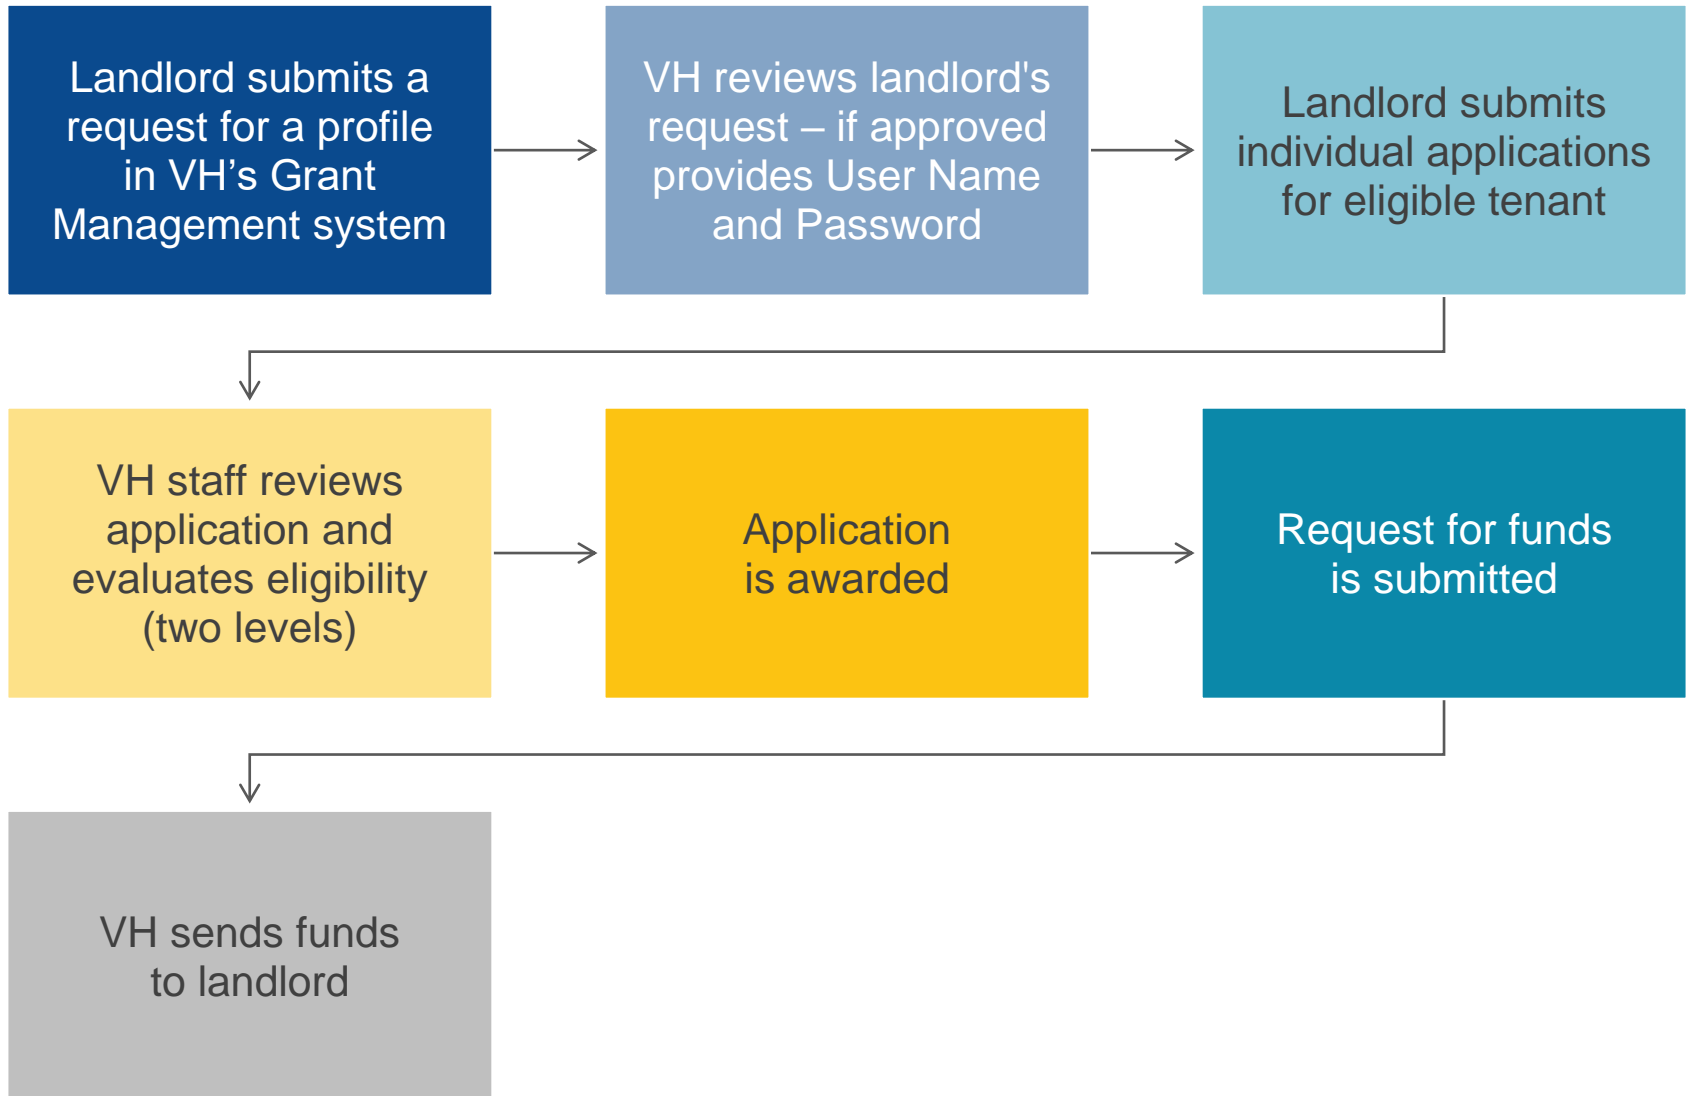 Landlord submits a
request for a profile
in VH’s Grant
Management system
VH reviews landlord's
request – if approved
provides User Name
and Password
Landlord submits
individual applications
for eligible tenant
VH staff reviews
application and
evaluates eligibility
(two levels)
Application
is awarded
Request for funds
is submitted
VH sends funds
to landlord